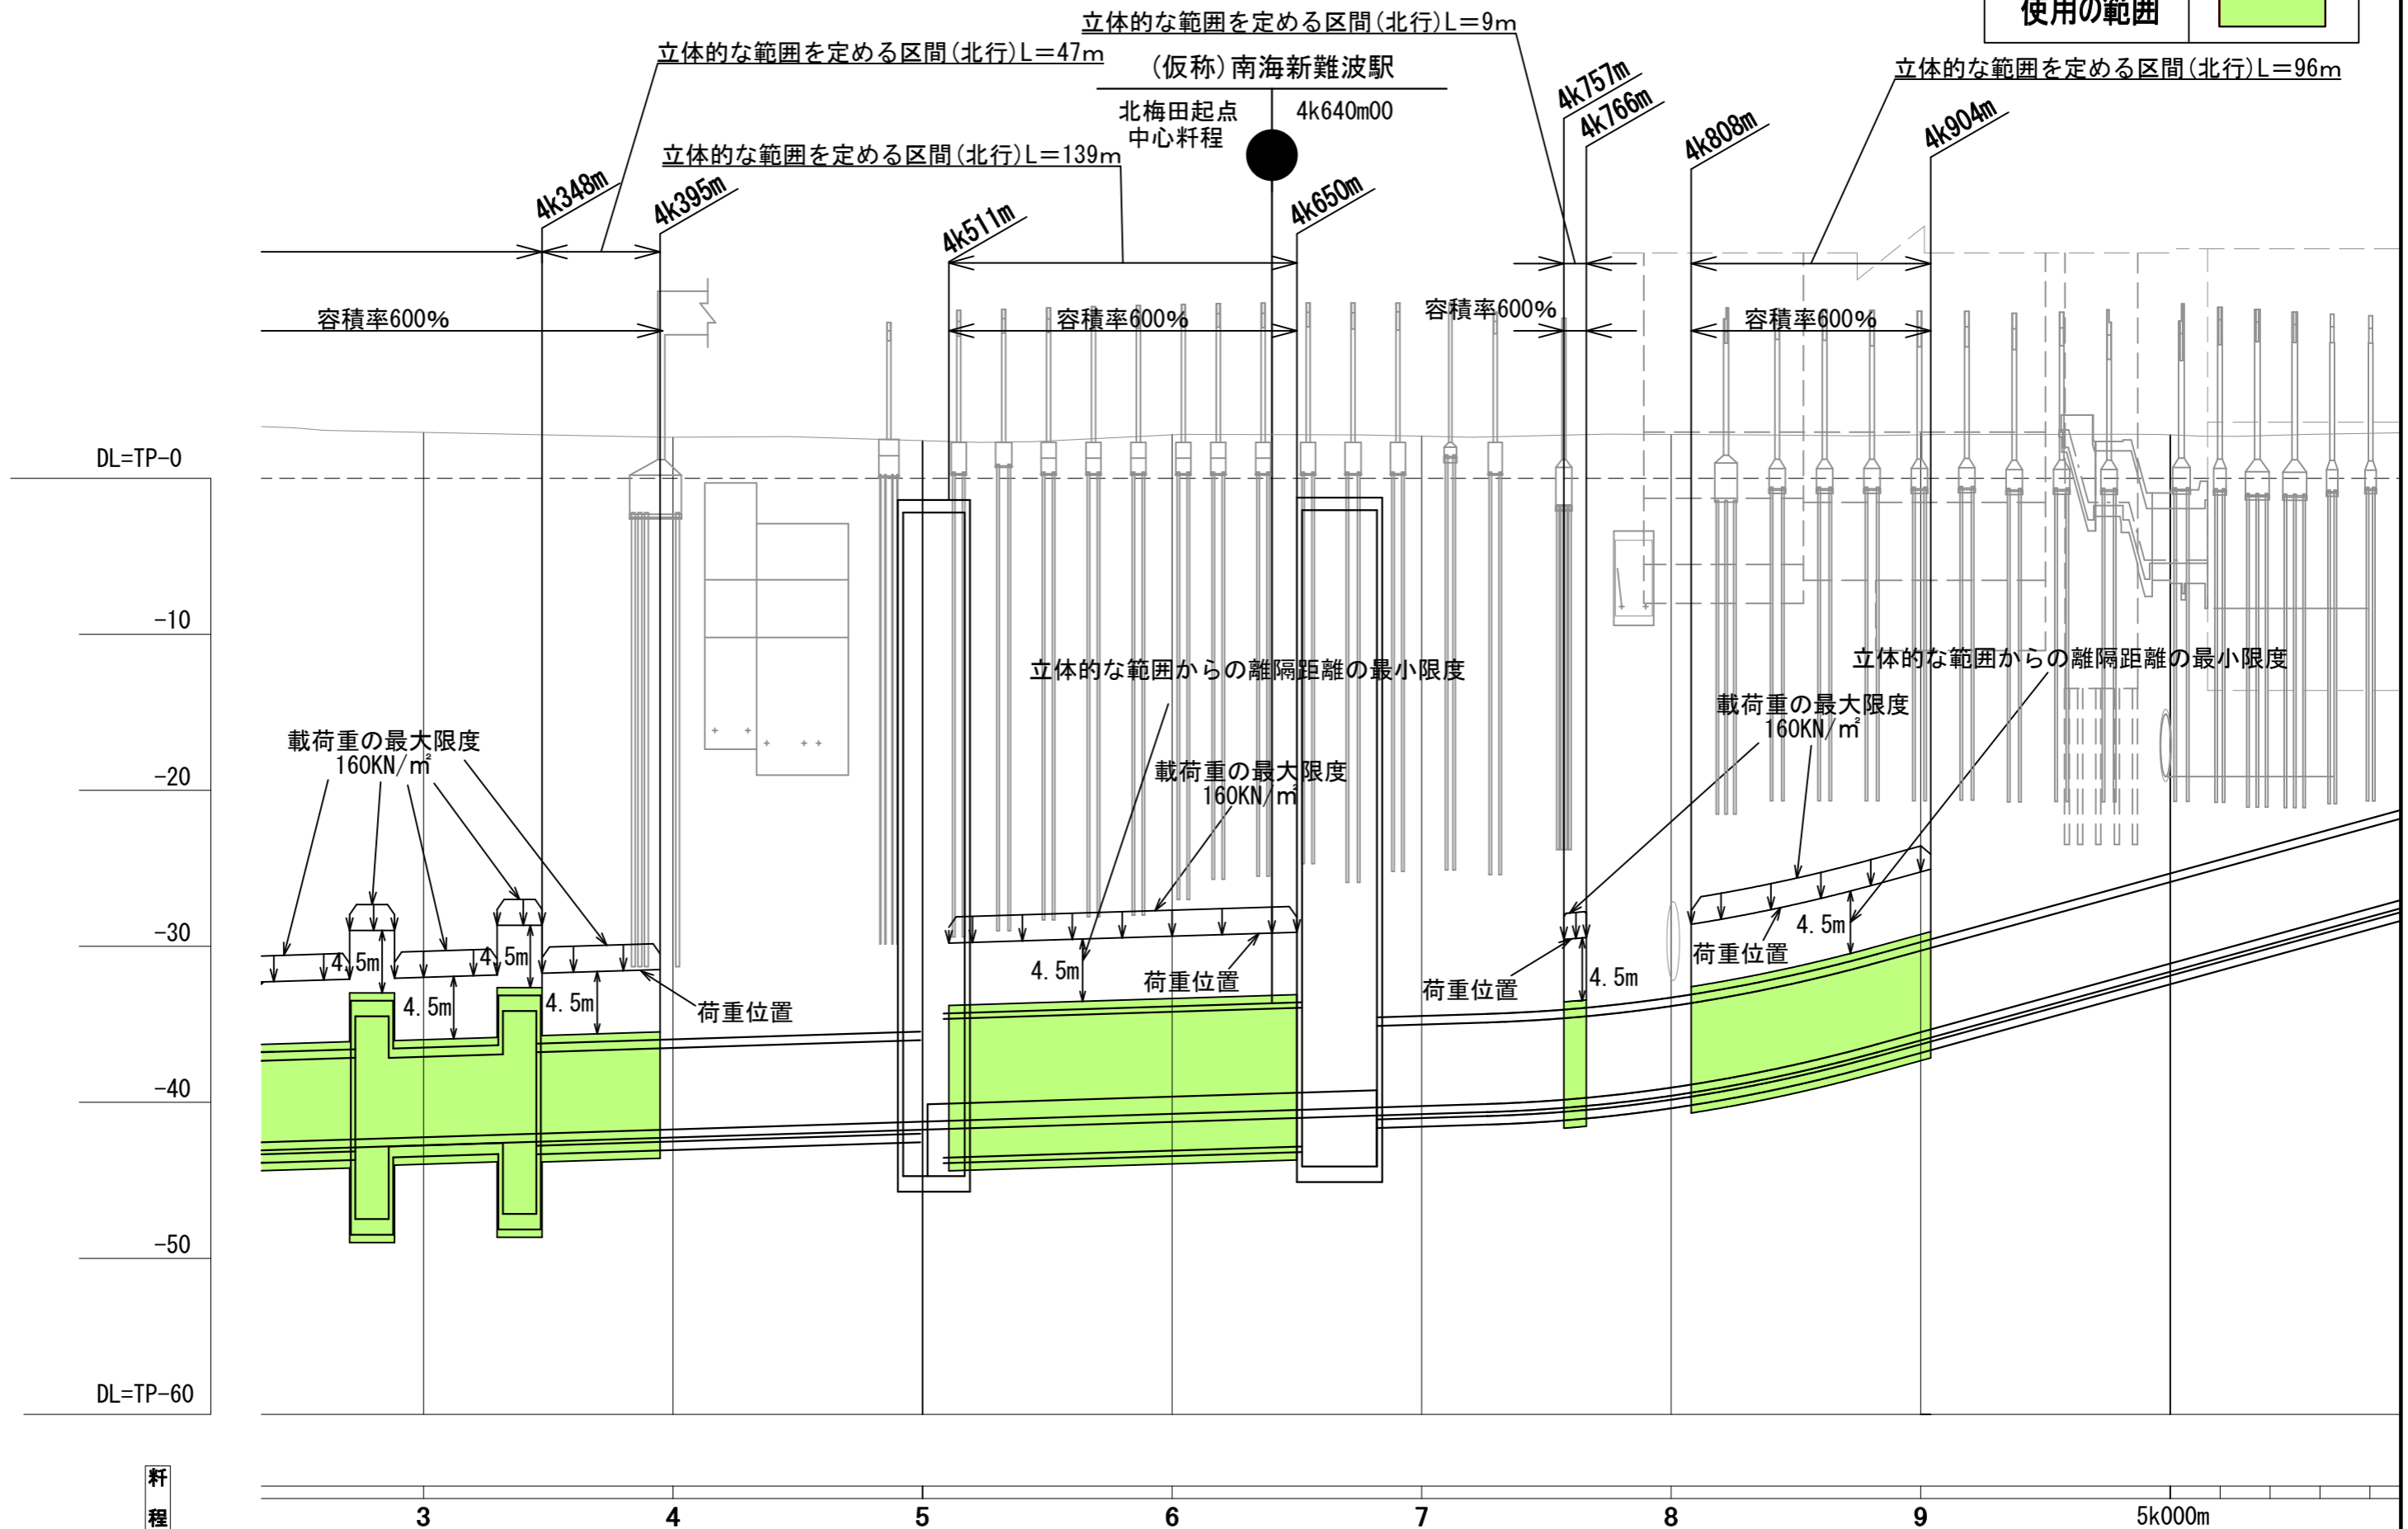 使用の範囲
立体的な範囲を定める区間(北行)L=9m
立体的な範囲を定める区間(北行)L=47m
(仮称)南海新難波駅
立体的な範囲を定める区間(北行)L=96m
北梅田起点
中心粁程
4k640m00
4k757m
4k766m
4k808m
4k904m
立体的な範囲を定める区間(北行)L=139m
4k348m
4k395m
4k511m
4k650m
容積率600%
容積率600%
容積率600%
容積率600%
DL=TP-0
-10
立体的な範囲からの離隔距離の最小限度
立体的な範囲からの離隔距離の最小限度
載荷重の最大限度
160KN/㎡
載荷重の最大限度
160KN/㎡
載荷重の最大限度
160KN/㎡
-20
-30
4.5m
4.5m
4.5m
4.5m
荷重位置
4.5m
荷重位置
荷重位置
4.5m
4.5m
荷重位置
-40
-50
DL=TP-60
粁
程
3
4
5
6
7
8
9
5k000m